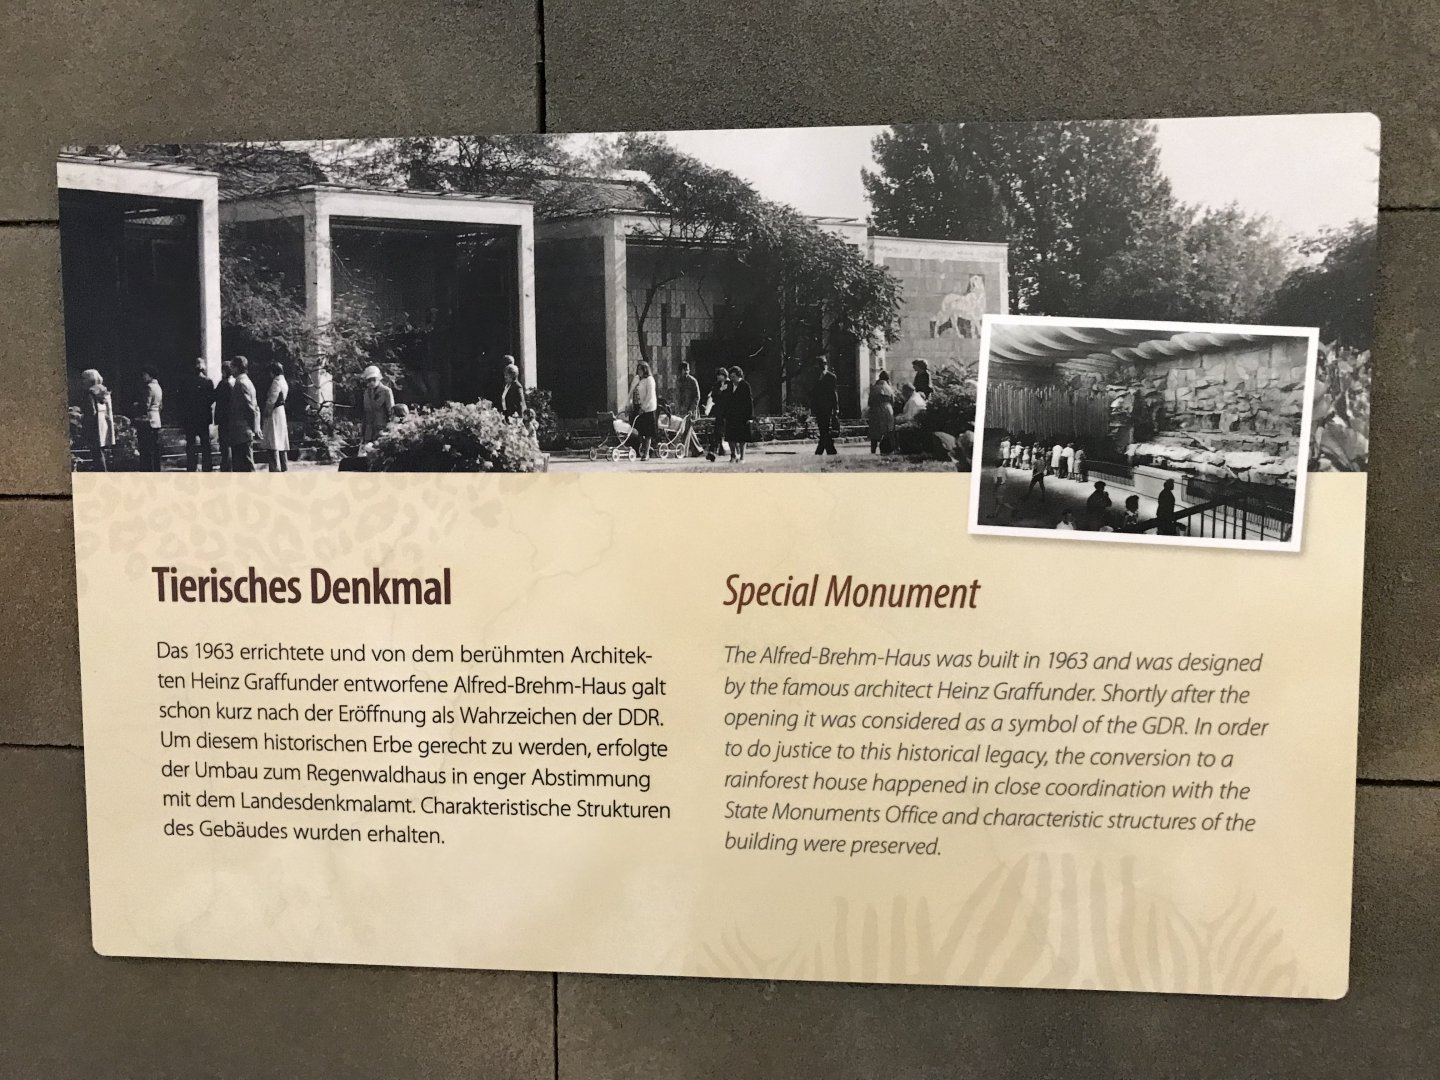 Tierisches Denkmal
Das 1963 errichtete und von dem berühmten Architek-
ten Heinz Graffunder entworfene Alfred-Brehm-Haus galt
schon kurz nach der Eröffnung als Wahrzeichen der DDR.
Um diesem historischen Erbe gerecht zu werden, erfolgte
der Umbau zum Regenwaldhaus in enger Abstimmung
mit dem Landesdenkmalamt. Charakteristische Strukturen
des Gebäudes wurden erhalten.
Special Monument
The Alfred-Brehm-Haus was built in 1963 and was designed
by the famous architect Heinz Graffunder. Shortly after the
opening it was considered as a symbol of the GDR. In order
to do justice to this historical legacy, the conversion to a
rainforest house happened in close coordination with the
State Monuments Office and characteristic structures of the
building were preserved.